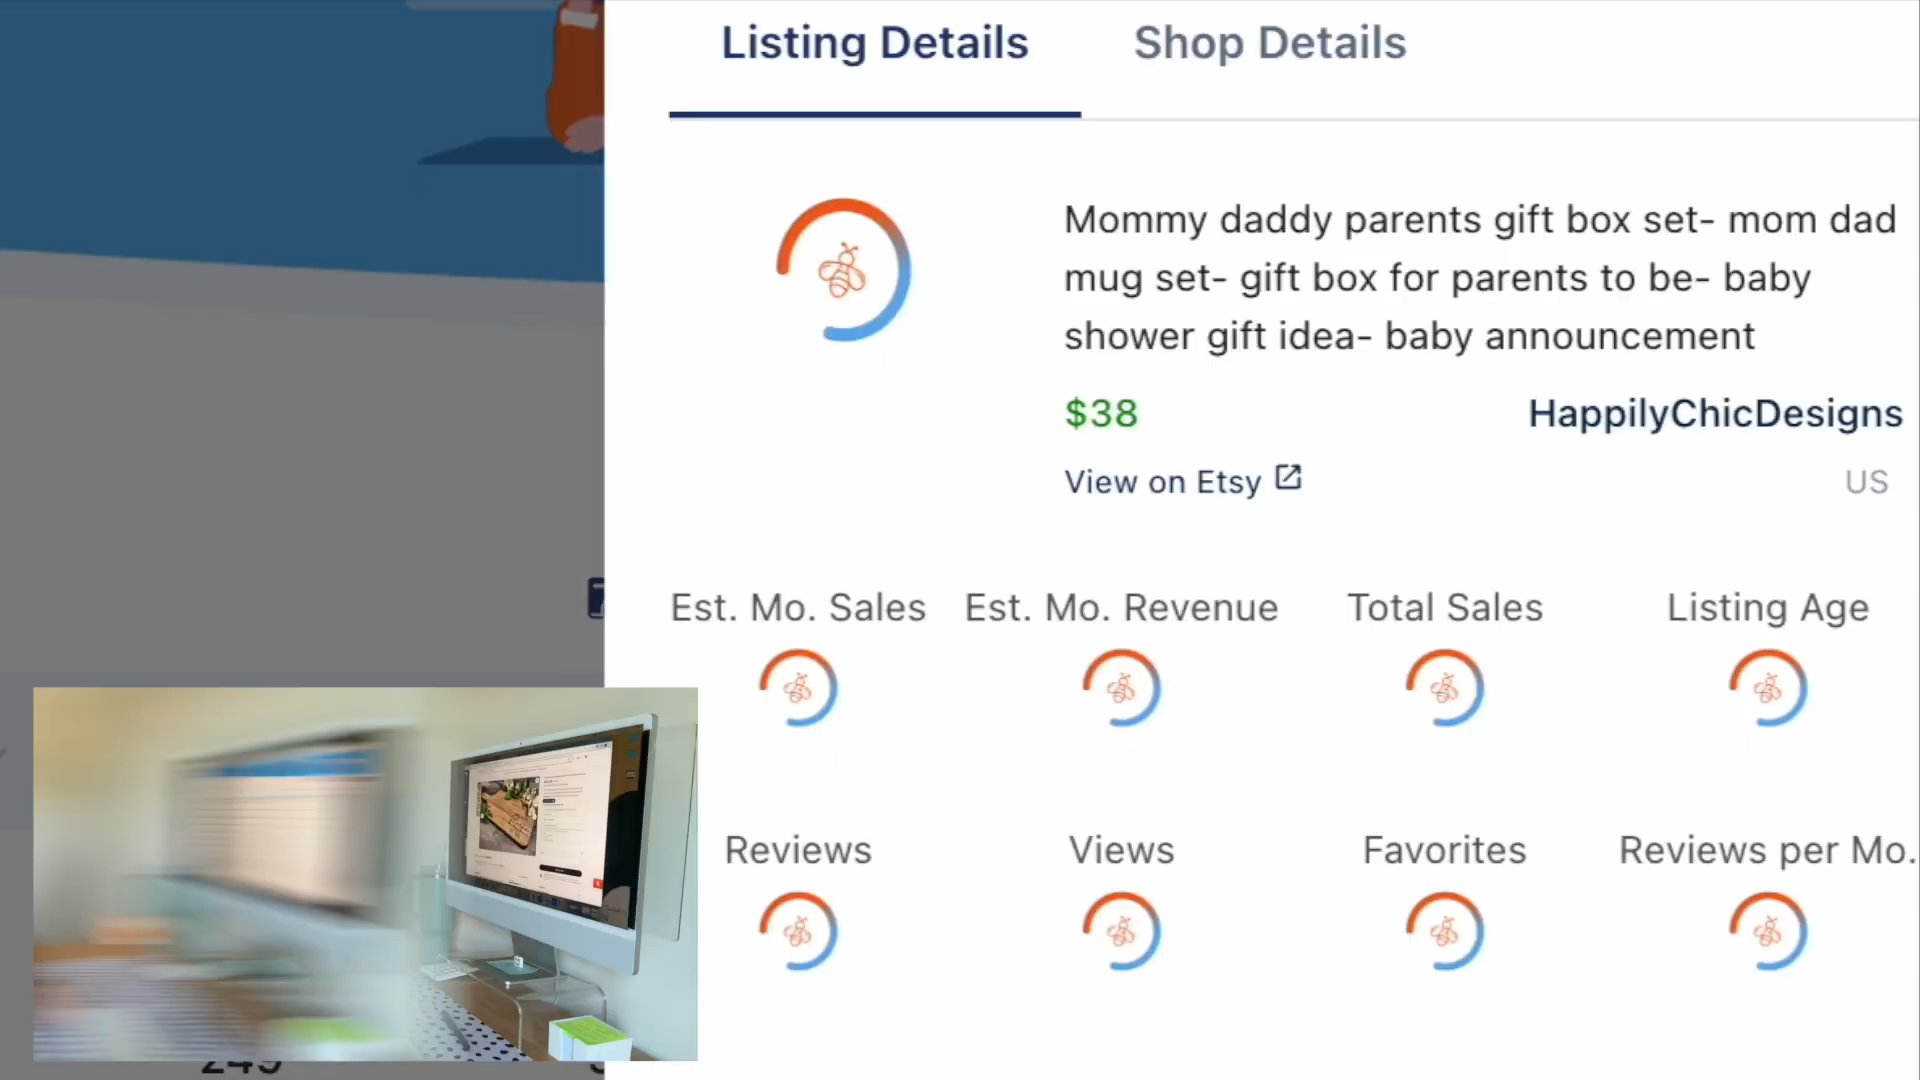 Listing Details
Shop Details
Mommy daddy parents gift box set- mom dad
mug set- gift box for parents to be- baby
shower gift idea- baby announcement
$38
HappilyChicDesigns
View on Etsy
US
Est. Mo. Sales
Est. Mo. Revenue
Total Sales
Listing Age
Reviews
Views
Favorites
Reviews per Mo.